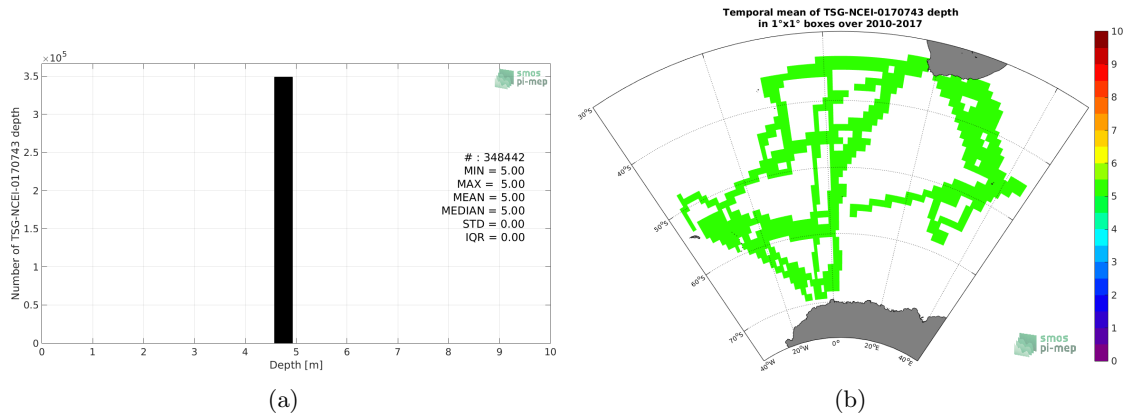 ×10⁵
3.5
3
2.5
2
1.5
1
0.5
0
Number of TSG-NCEI-0170743 depth
smos
pi-mep
# : 348442
MIN = 5.00
MAX = 5.00
MEAN = 5.00
MEDIAN = 5.00
STD = 0.00
IQR = 0.00
0 1 2 3 4 5 6 7 8 9 10
Depth [m]
(a)
Temporal mean of TSG-NCEI-0170743 depth
in 1°x1° boxes over 2010-2017
30°S
40°S
50°S
60°S
70°S
40°W
20°W
0°
20°E
40°E
smos
pi-mep
10
9
8
7
6
5
4
3
2
1
0
(b)